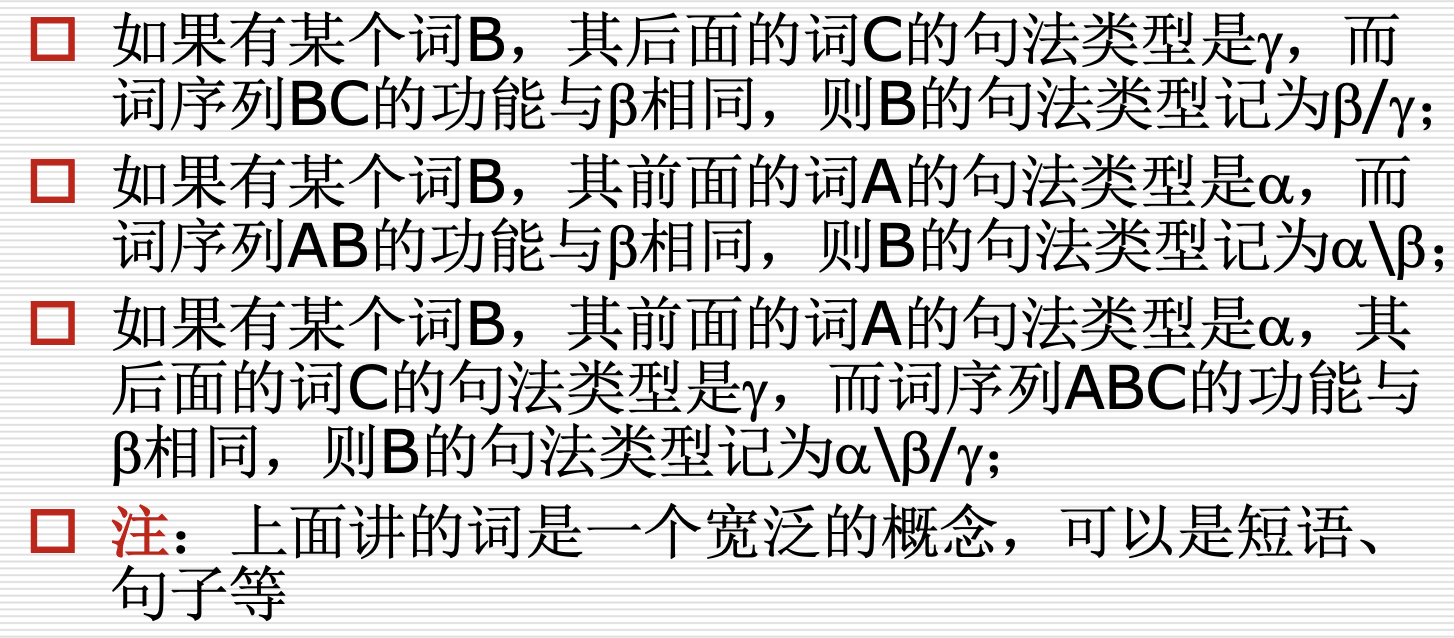 如果有某个词B，其后面的词C的句法类型是γ，而
词序列BC的功能与β相同，则B的句法类型记为β/γ；
如果有某个词B，其前面的词A的句法类型是α，而
词序列AB的功能与β相同，则B的句法类型记为α\β；
如果有某个词B，其前面的词A的句法类型是α，其
后面的词C的句法类型是γ，而词序列ABC的功能与
β相同，则B的句法类型记为α\β/γ；
注：上面讲的词是一个宽泛的概念，可以是短语、
句子等